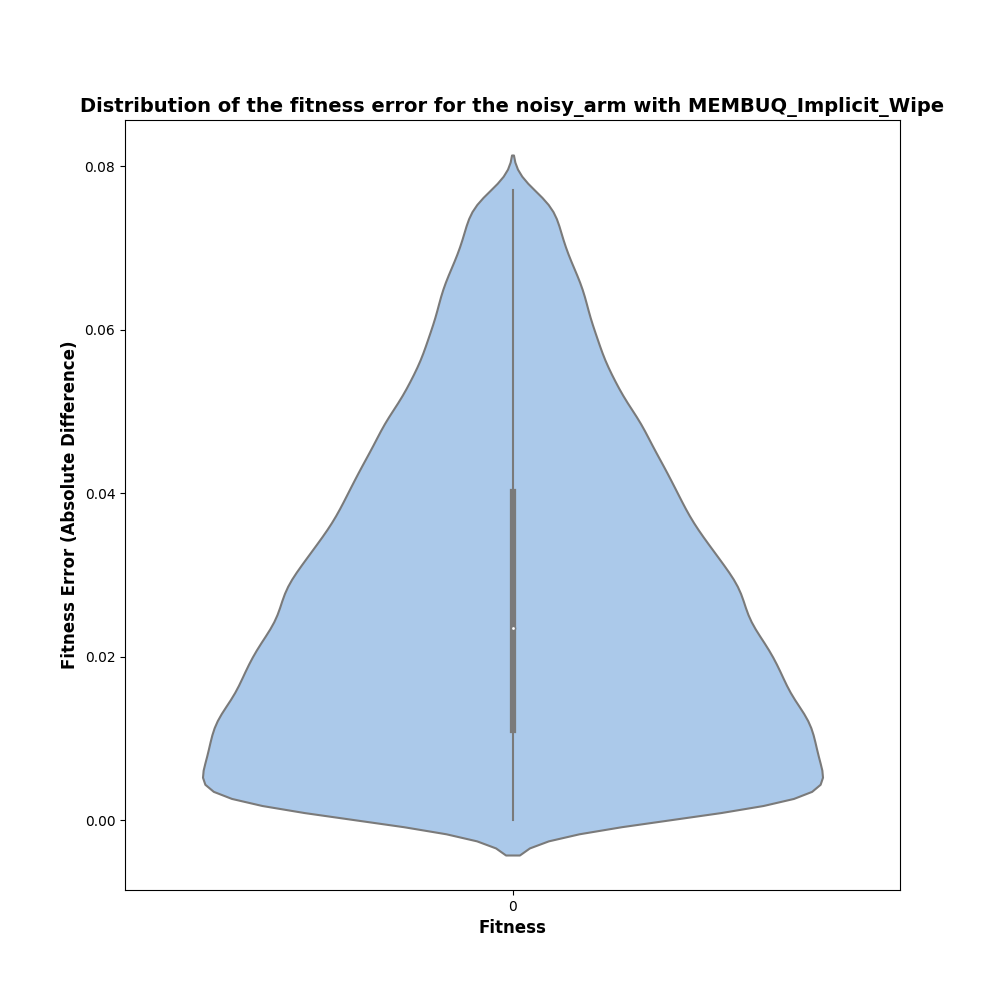 Distribution of the fitness error for the noisy_arm with MEMBUQ_Implicit_Wipe
Fitness Error (Absolute Difference)
0.08
0.06
0.04
0.02
0.00
0
Fitness